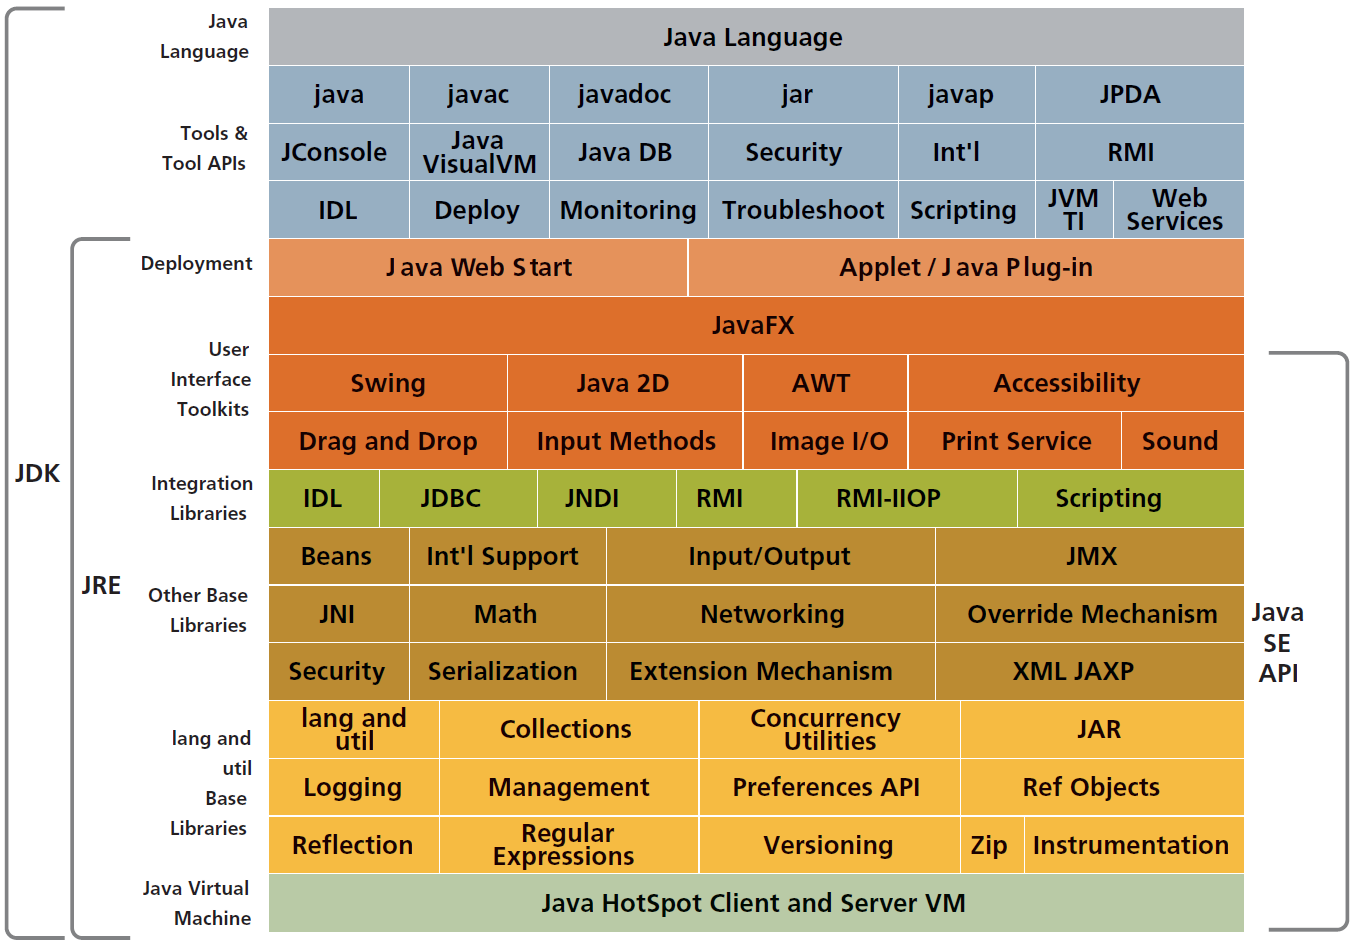 Java
Language
Java Language
Tools &
Tool APIs
java javac javadoc jar javap JPDA
JConsole Java
VisualVM Java DB Security Int'l RMI
IDL Deploy Monitoring Troubleshoot Scripting JVM
TI Web
Services
Deployment
Java Web Start Applet / Java Plug-in
User
Interface
Toolkits
JavaFX
Swing Java 2D AWT Accessibility
Drag and Drop Input Methods Image I/O Print Service Sound
JDK
Integration
Libraries
IDL JDBC JNDI RMI RMI-IIOP Scripting
JRE
Other Base
Libraries
Beans Int'l Support Input/Output JMX
JNI Math Networking Override Mechanism
Security Serialization Extension Mechanism XML JAXP
Java
SE
API
lang and
util
Base
Libraries
lang and
util Collections Concurrency
Utilities JAR
Logging Management Preferences API Ref Objects
Reflection Regular
Expressions Versioning Zip Instrumentation
Java Virtual
Machine
Java HotSpot Client and Server VM